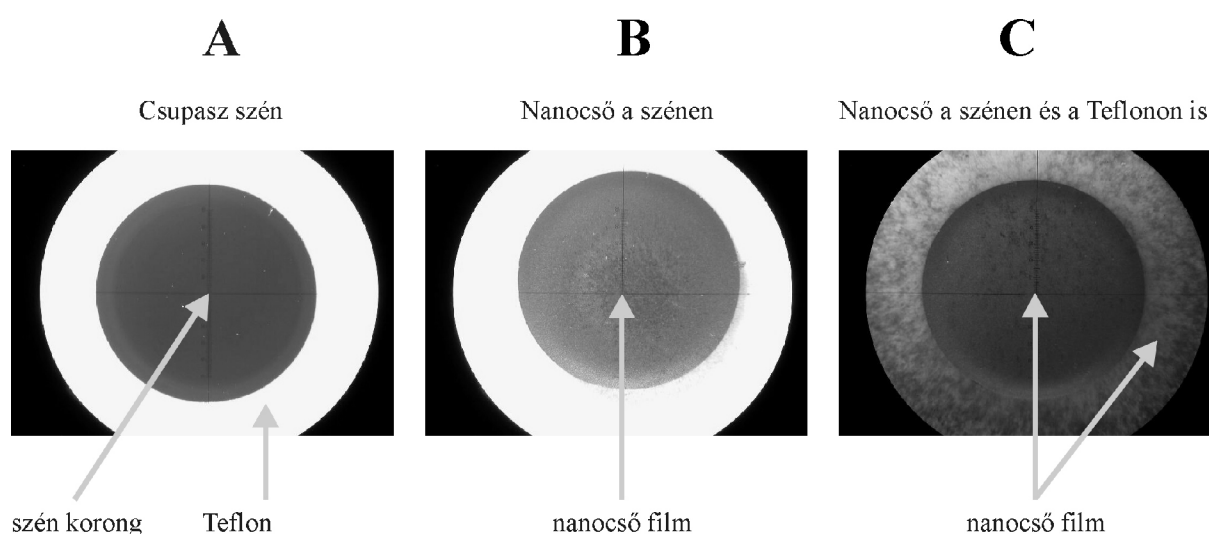 A
B
C
Csupasz szén
Nanocső a szénen
Nanocső a szénen és a Teflonon is
szén korong
Teflon
nanocső film
nanocső film